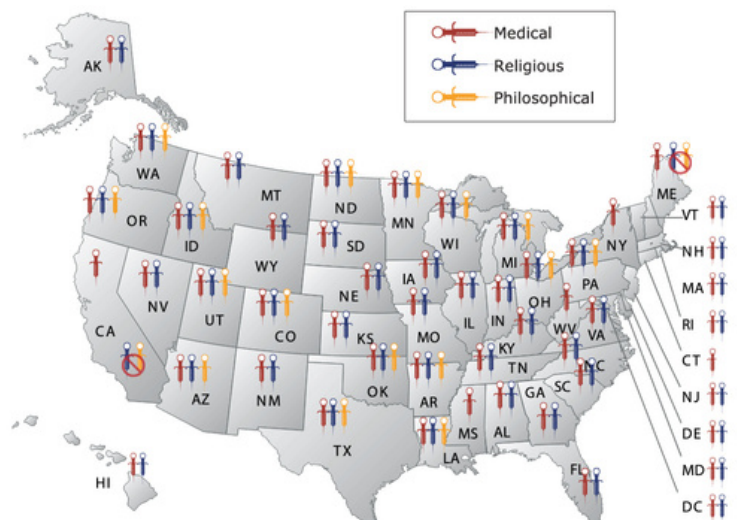 Medical
Religious
Philosophical
AK
WA
MT
ND
MN
ME
VT
OR
ID
SD
WI
MI
NY
NH
WY
IA
PA
MA
NV
NE
IL
IN
OH
RI
CA
UT
CO
KS
MO
WV
VA
CT
KY
NJ
AZ
NM
OK
TN
NC
DE
AR
SC
MD
TX
MS
AL
GA
LA
HI
FL
DC